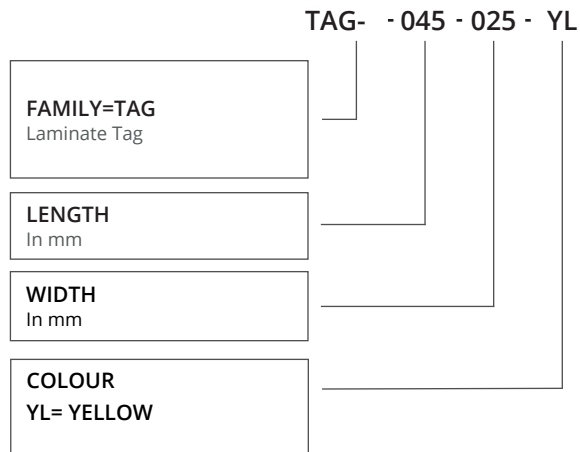 TAG- - 045 - 025 - YL
FAMILY=TAG
Laminate Tag
LENGTH
In mm
WIDTH
In mm
COLOUR
YL= YELLOW